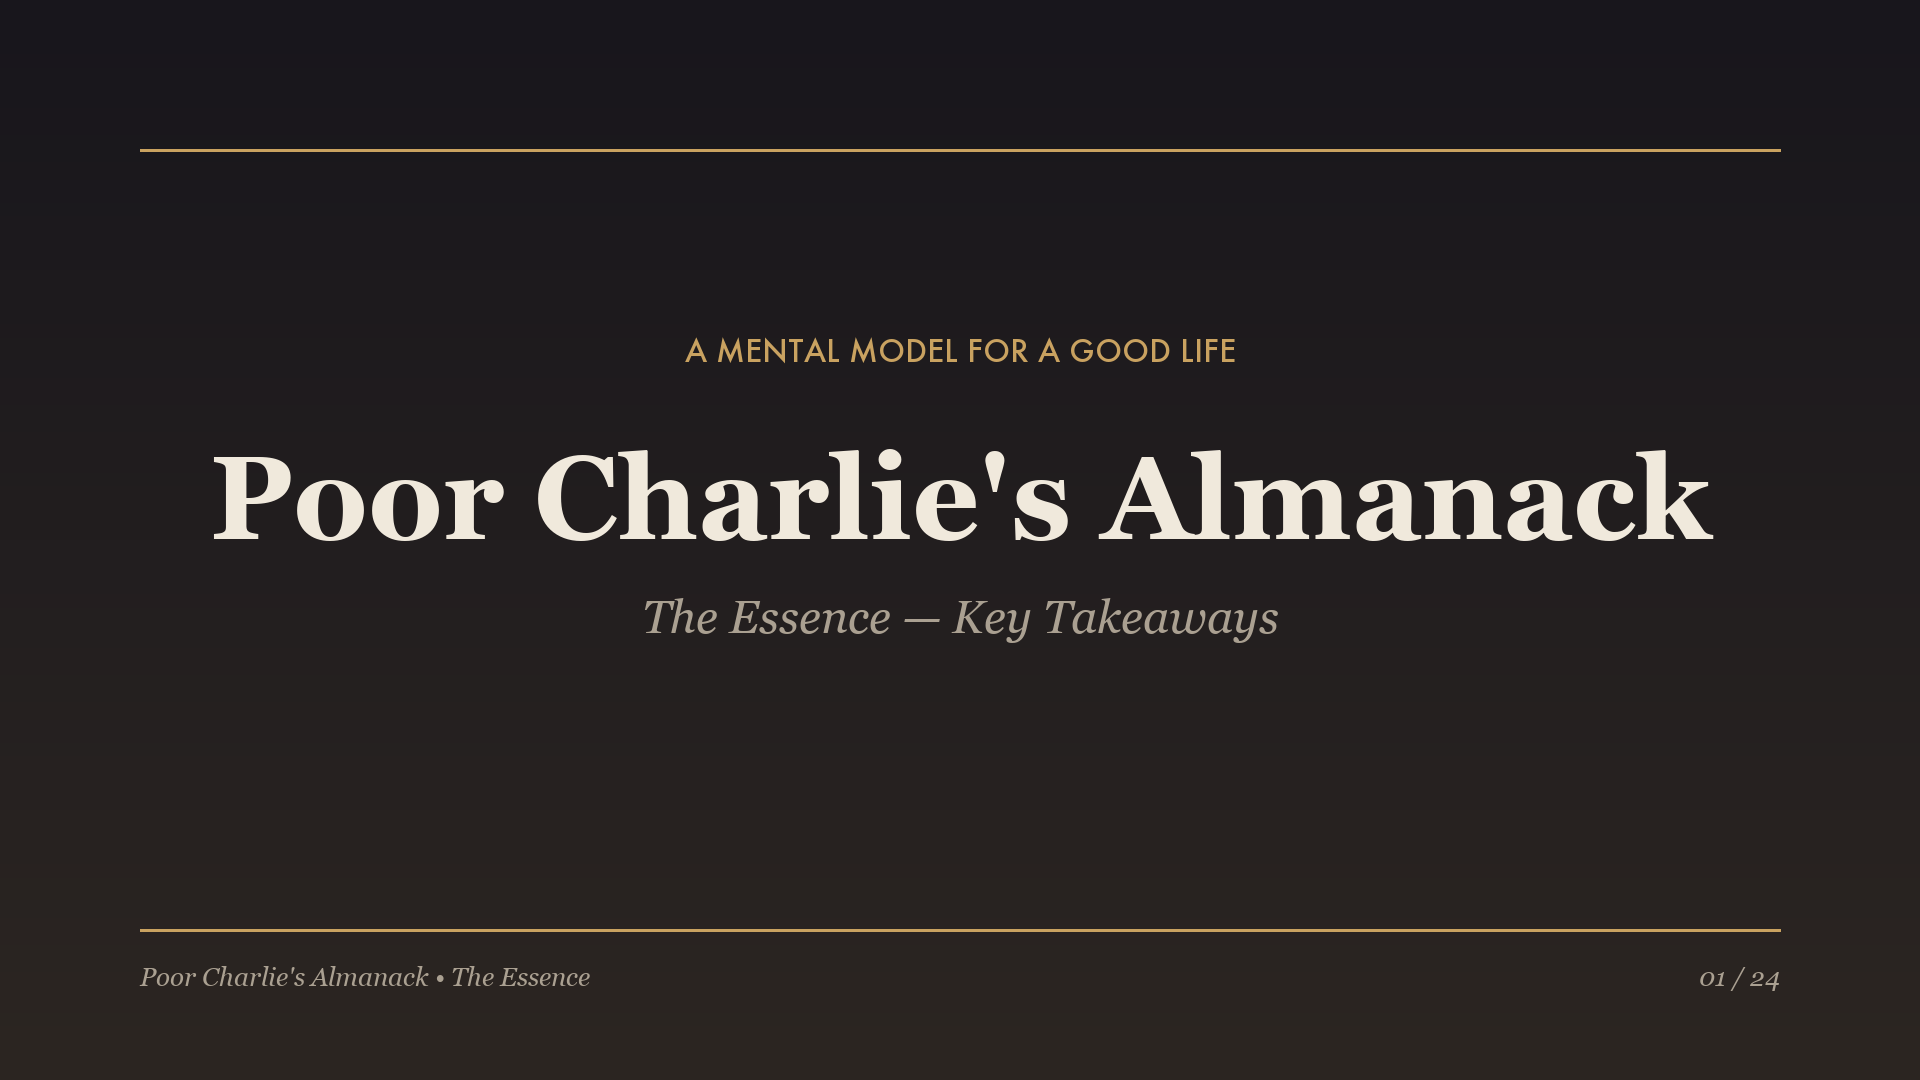 A MENTAL MODEL FOR A GOOD LIFE
Poor Charlie's Almanack
The Essence — Key Takeaways
Poor Charlie's Almanack • The Essence
01 / 24